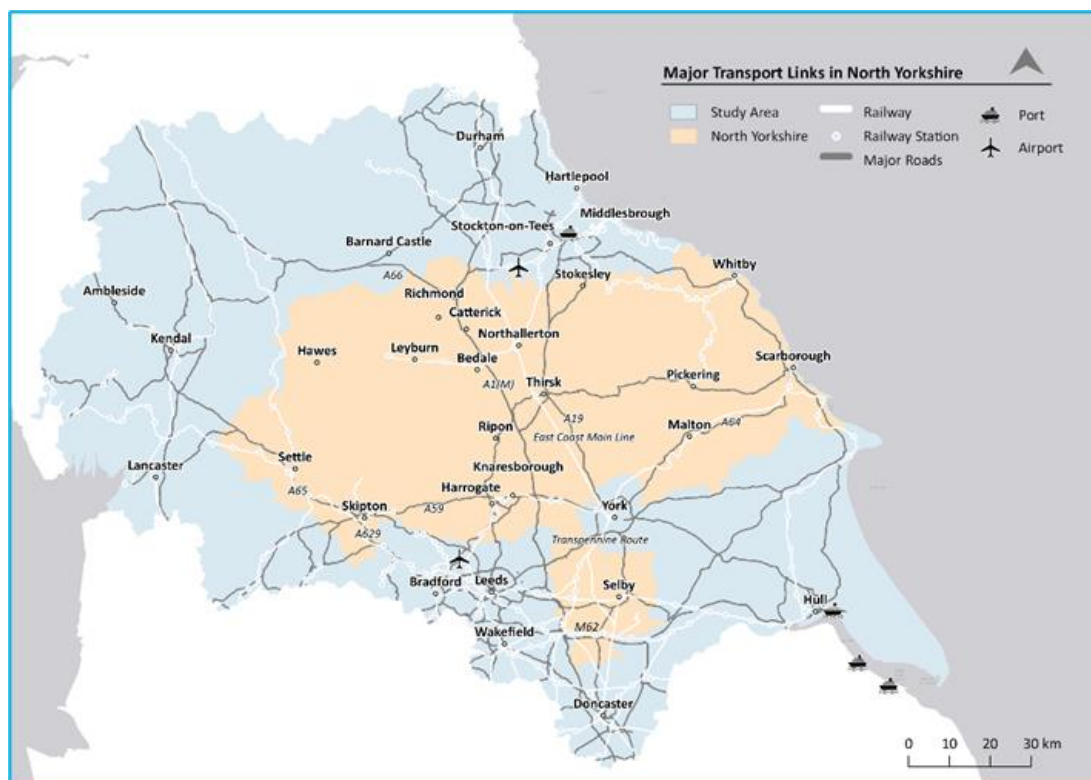 Major Transport Links in North Yorkshire
Study Area
North Yorkshire
Railway
Railway Station
Major Roads
Port
Airport
Durham
Hartlepool
Middlesbrough
Stockton-on-Tees
Barnard Castle
A66
Stokesley
Whitby
Ambleside
Richmond
Catterick
Kendal
Northallerton
Hawes
Leyburn
Bedale
Scarborough
A1(M)
Thirsk
Pickering
A19
Ripon
East Coast Main Line
Malton
A64
Settle
Lancaster
Knaresborough
A65
Harrogate
Skipton
A59
York
A629
Transpennine Route
Bradford
Leeds
Selby
Hull
Wakefield
M62
Doncaster
0 10 20 30 km